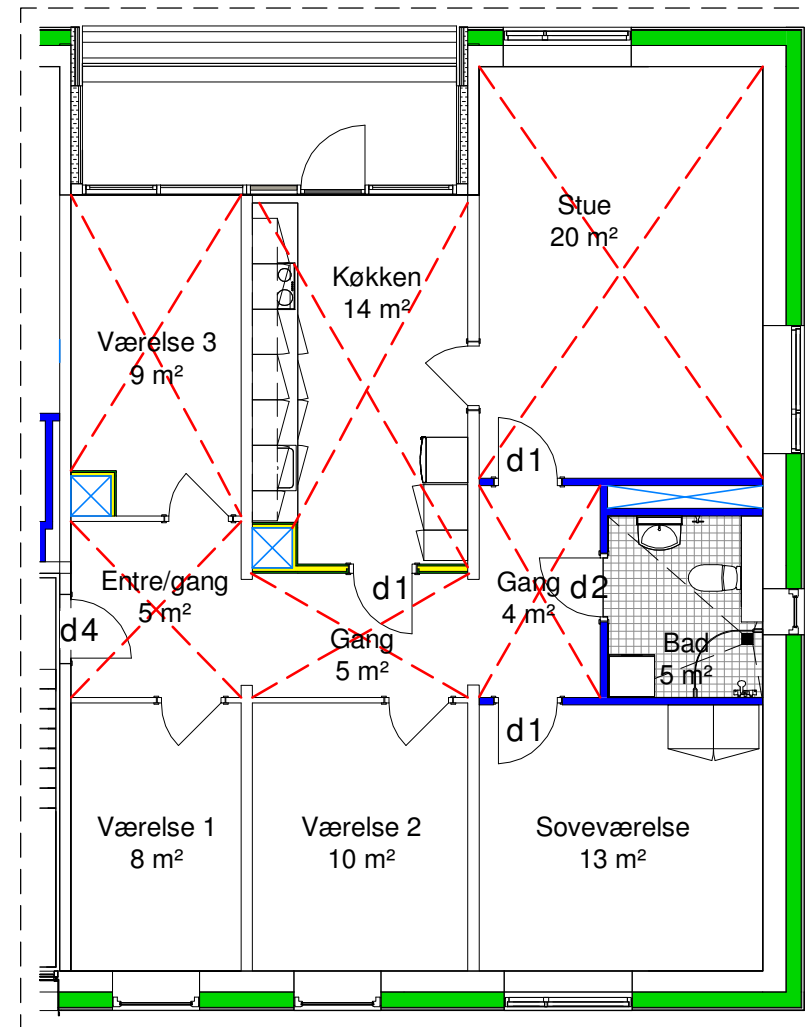 Stue
20 m²
Køkken
14 m²
Værelse 3
9 m²
d1
Entre/gang
5 m²
d1
Gang
4 m²
d2
d4
Gang
5 m²
Bad
5 m²
d1
Værelse 1
8 m²
Værelse 2
10 m²
Soveværelse
13 m²